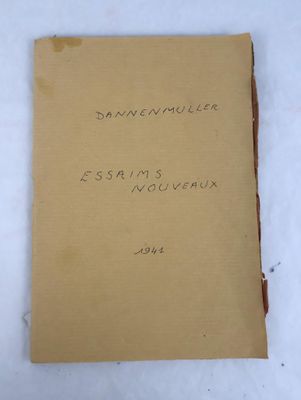 DANNENMULLER
ESSAIMS
NOUVEAUX
1941